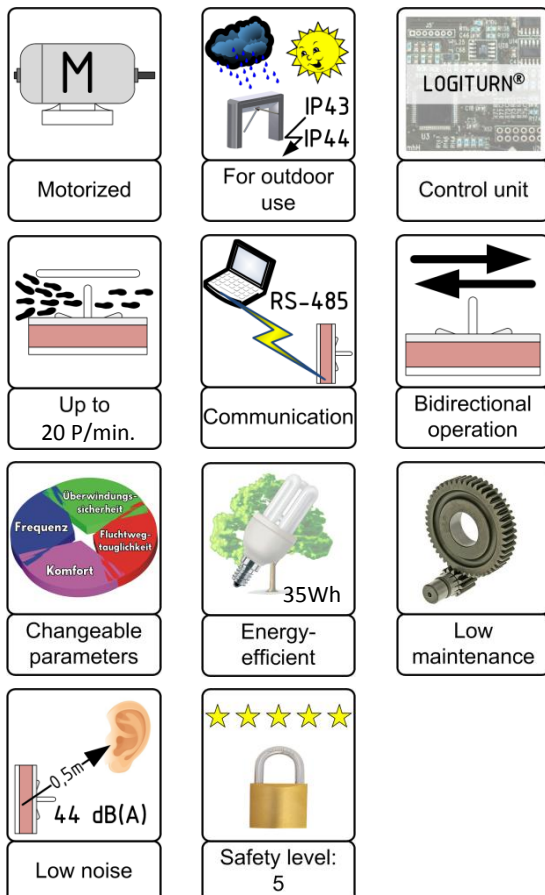 M
Motorized
IP43
IP44
For outdoor
use
LOGITURN®
Control unit
Up to
20 P/min.
RS-485
Communication
Bidirectional
operation
Überwindungs-
sicherheit
Frequenz
Fluchtweg-
tauglichkeit
Komfort
Changeable
parameters
35Wh
Energy-
efficient
Low
maintenance
0,5m
44 dB(A)
Low noise
Safety level:
5